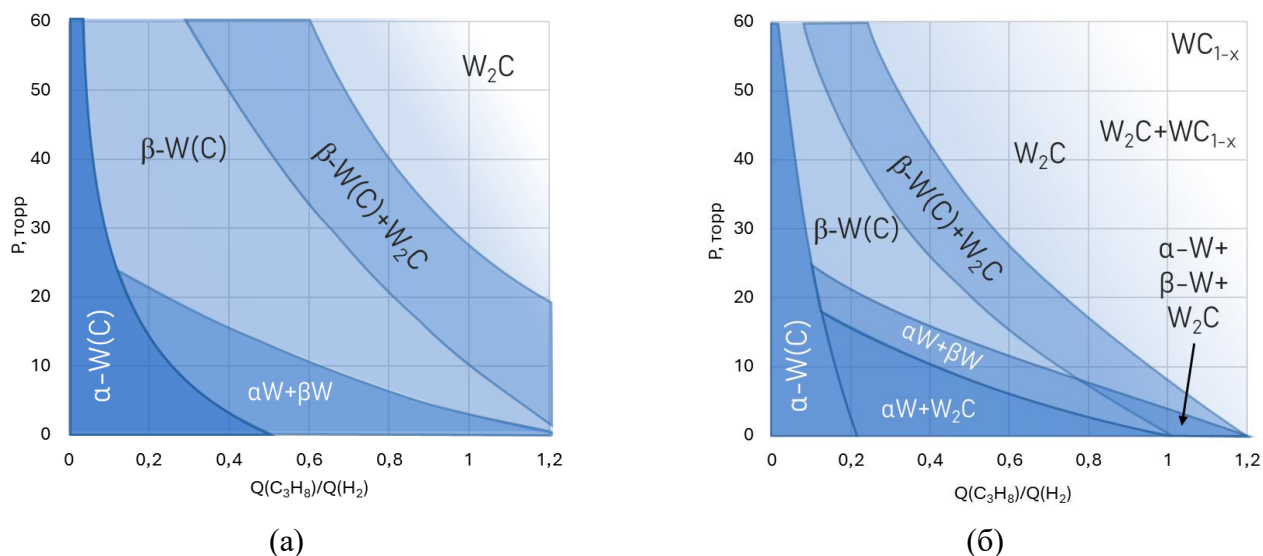 60
50
40
30
20
10
0
P, торр
W₂C
β-W(C)
β-W(C)+W₂C
α-W(C)
αW+βW
0
0,2
0,4
0,6
0,8
1
1,2
Q(C₃H₈)/Q(H₂)
(а)
60
50
40
30
20
10
0
P, торр
WC₁₋ₓ
W₂C+WC₁₋ₓ
W₂C
β-W(C)
β-W(C)+W₂C
α-W+
β-W+
W₂C
α-W(C)
αW+βW
αW+W₂C
0
0,2
0,4
0,6
0,8
1
1,2
Q(C₃H₈)/Q(H₂)
(б)